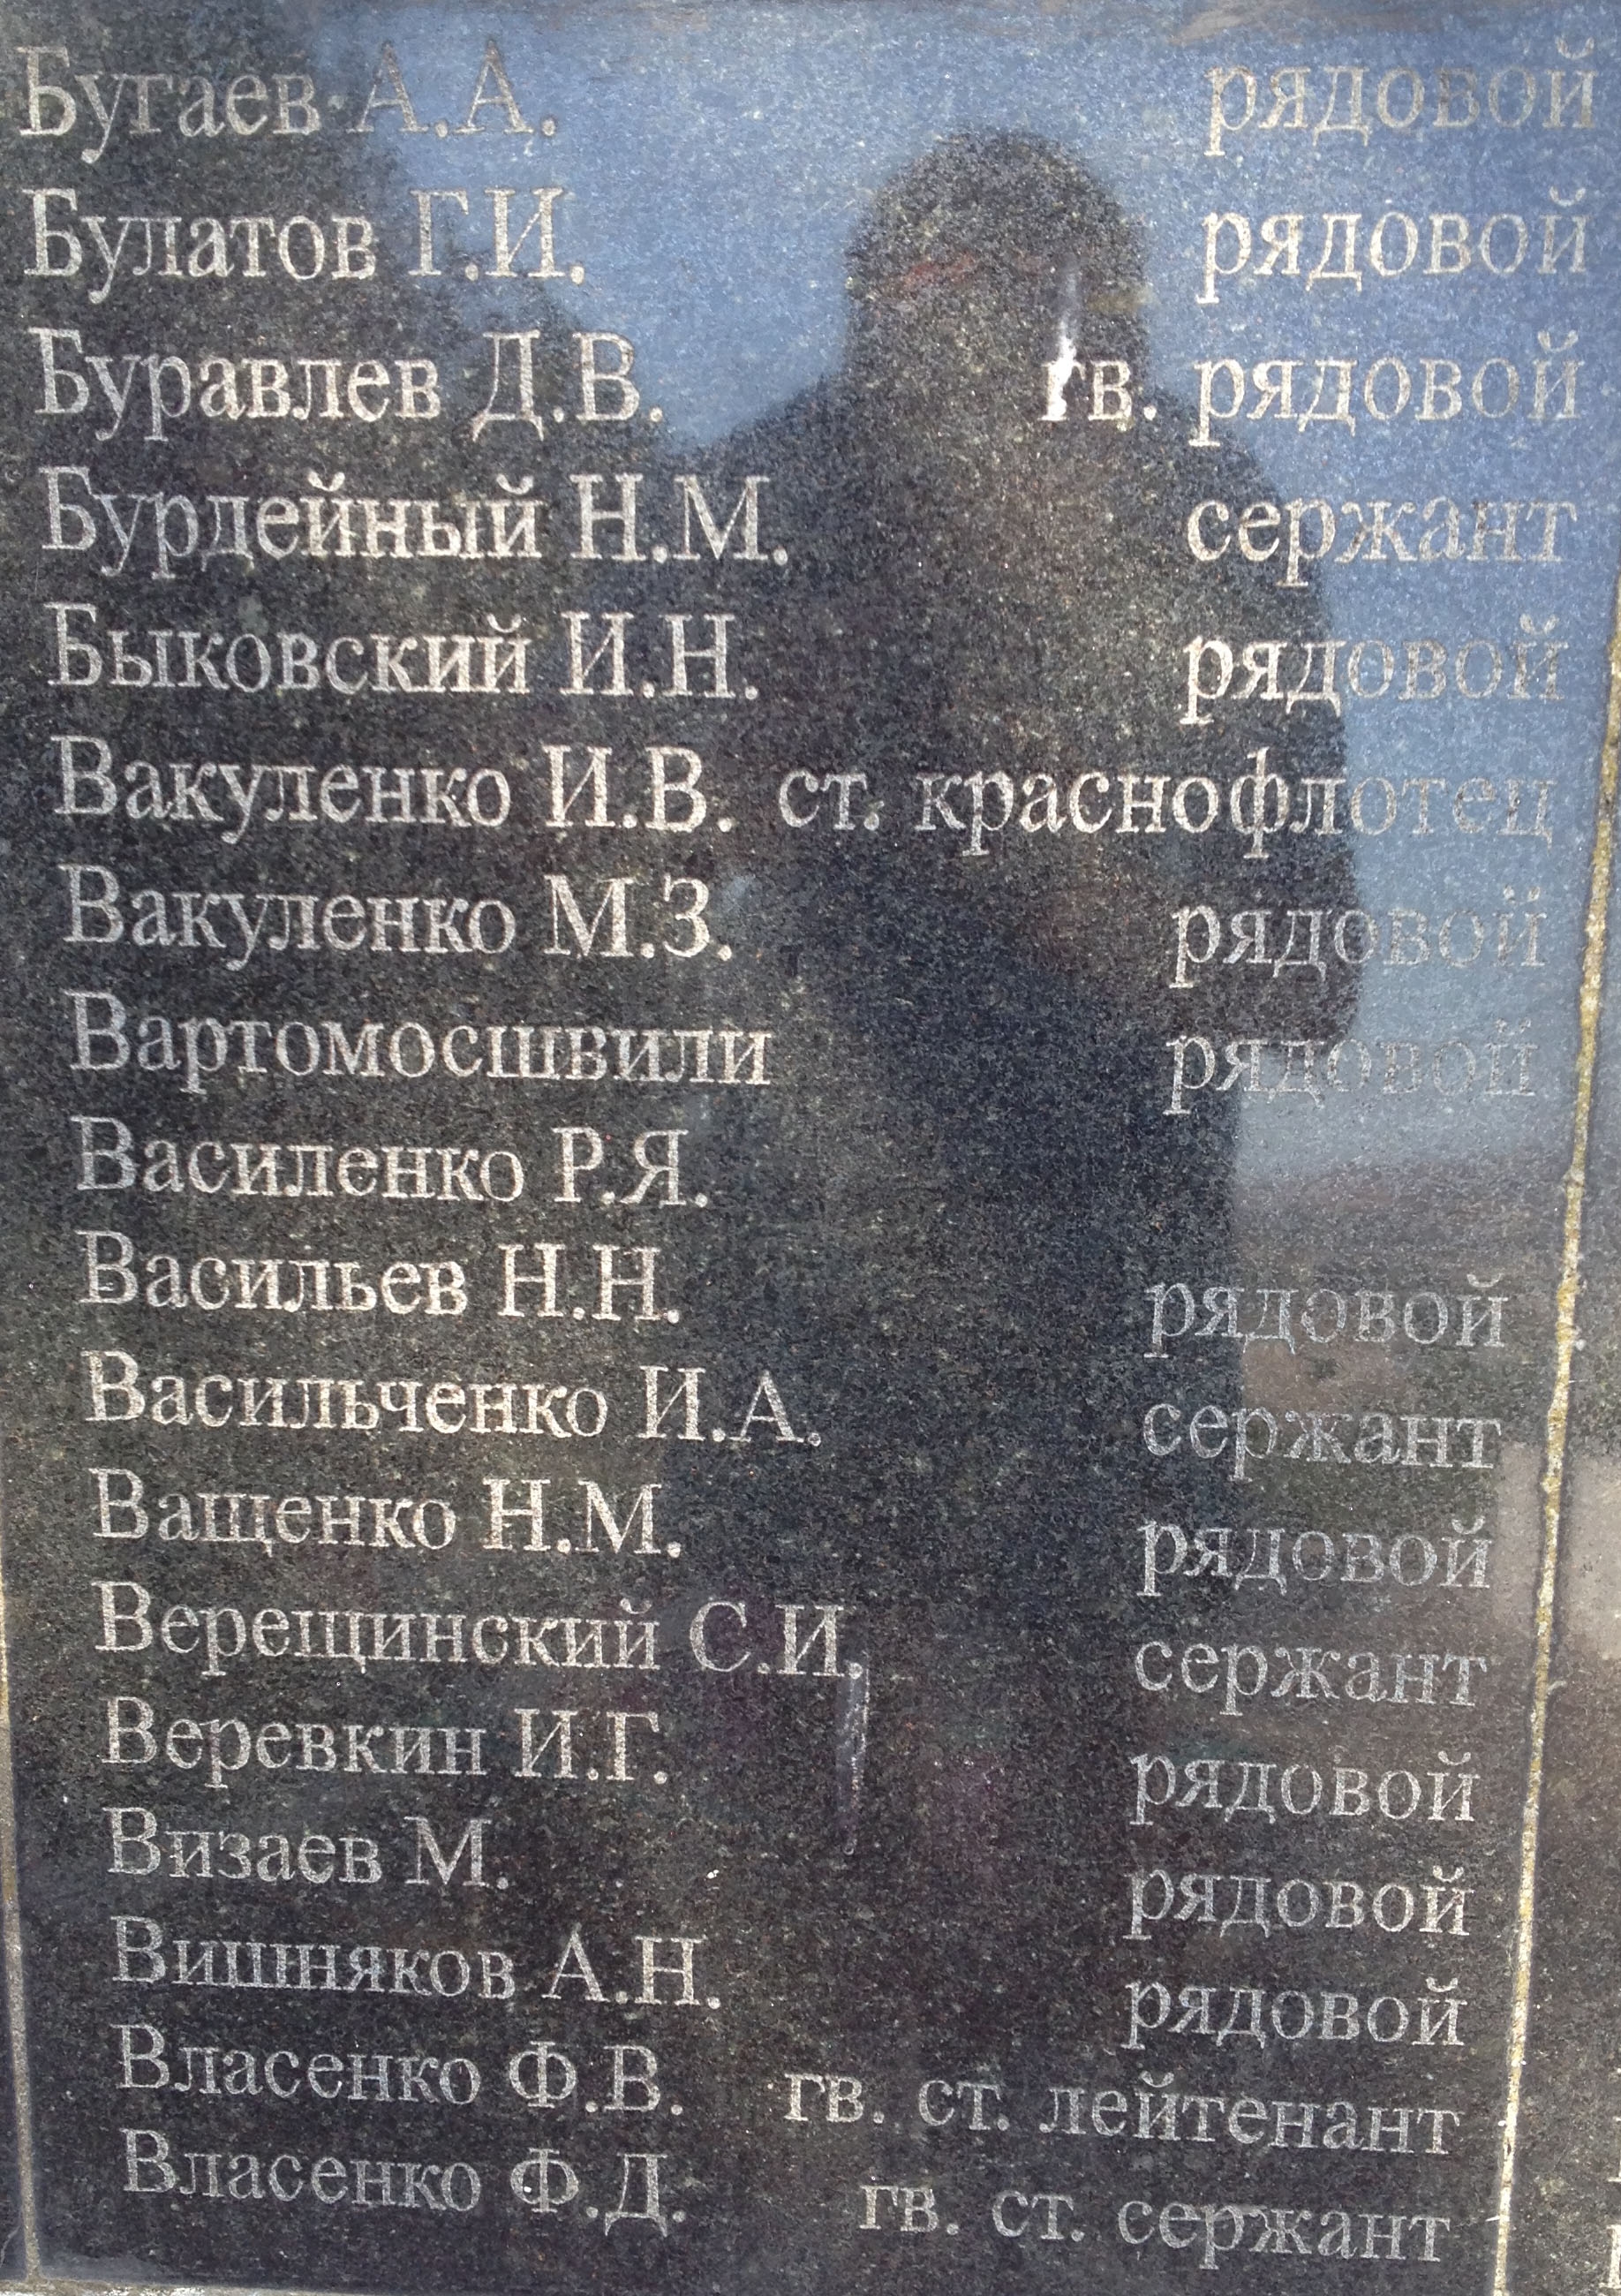 Бугаев А.А. рядовой
Булатов Г.И. рядовой
Буравлев Д.В. гв. рядовой
Бурдейный Н.М. сержант
Быковский И.Н. рядовой
Вакуленко И.В. ст. краснофлотец
Вакуленко М.З. рядовой
Вартомосшвили рядовой
Василенко Р.Я.
Васильев Н.Н. рядовой
Васильченко И.А. сержант
Ващенко Н.М. рядовой
Верещинский С.И. сержант
Веревкин И.Г. рядовой
Визаев М. рядовой
Вишняков А.Н. рядовой
Власенко Ф.В. гв. ст. лейтенант
Власенко Ф.Д. гв. ст. сержант